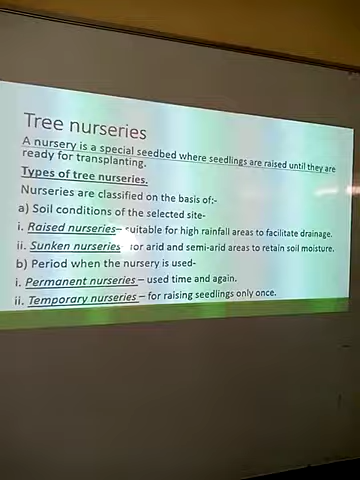 Tree nurseries
A nursery is a special seedbed where seedlings are raised until they are
ready for transplanting.
Types of tree nurseries.
Nurseries are classified on the basis of:-
a) Soil conditions of the selected site-
i. Raised nurseries– suitable for high rainfall areas to facilitate drainage.
ii. Sunken nurseries for arid and semi-arid areas to retain soil moisture.
b) Period when the nursery is used-
i. Permanent nurseries – used time and again.
ii. Temporary nurseries – for raising seedlings only once.